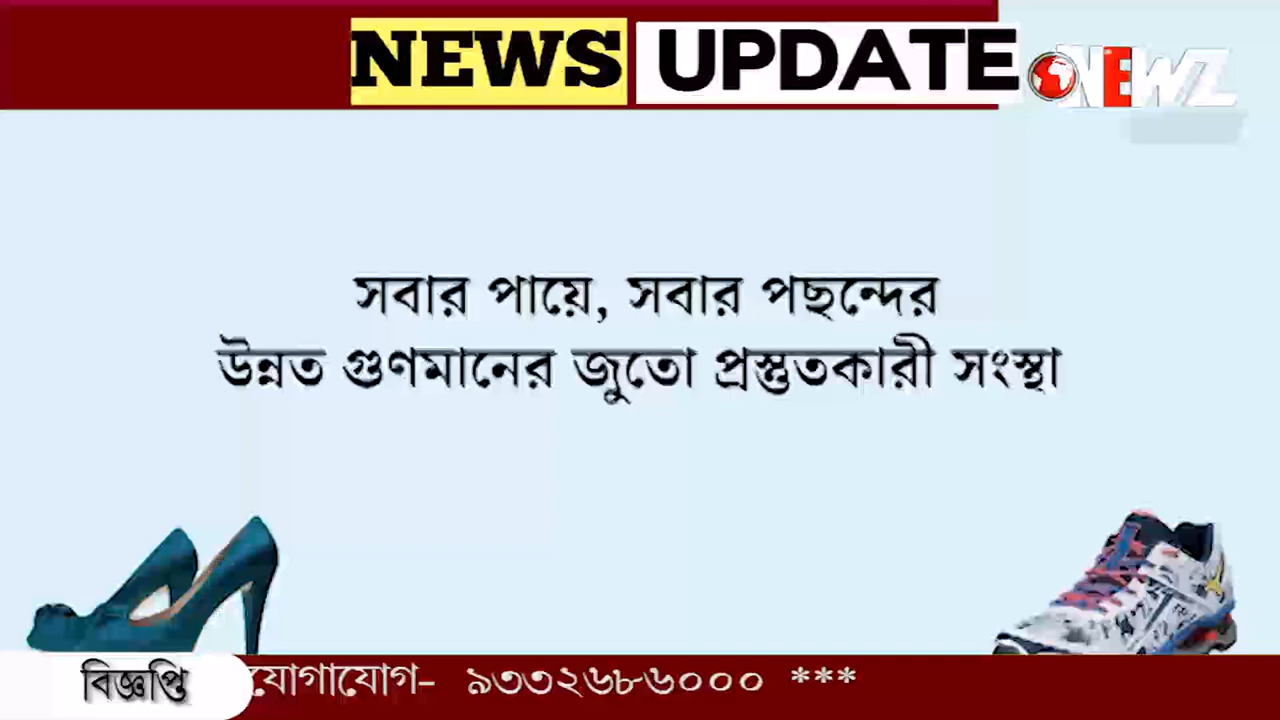 NEWS UPDATE
NEWZ
সবার পায়ে, সবার পছন্দের
উন্নত গুণমানের জুতো প্রস্তুতকারী সংস্থা
বিজ্ঞপ্তি যোগাযোগ- ৯৩৩২৬৮৬০০০ ***